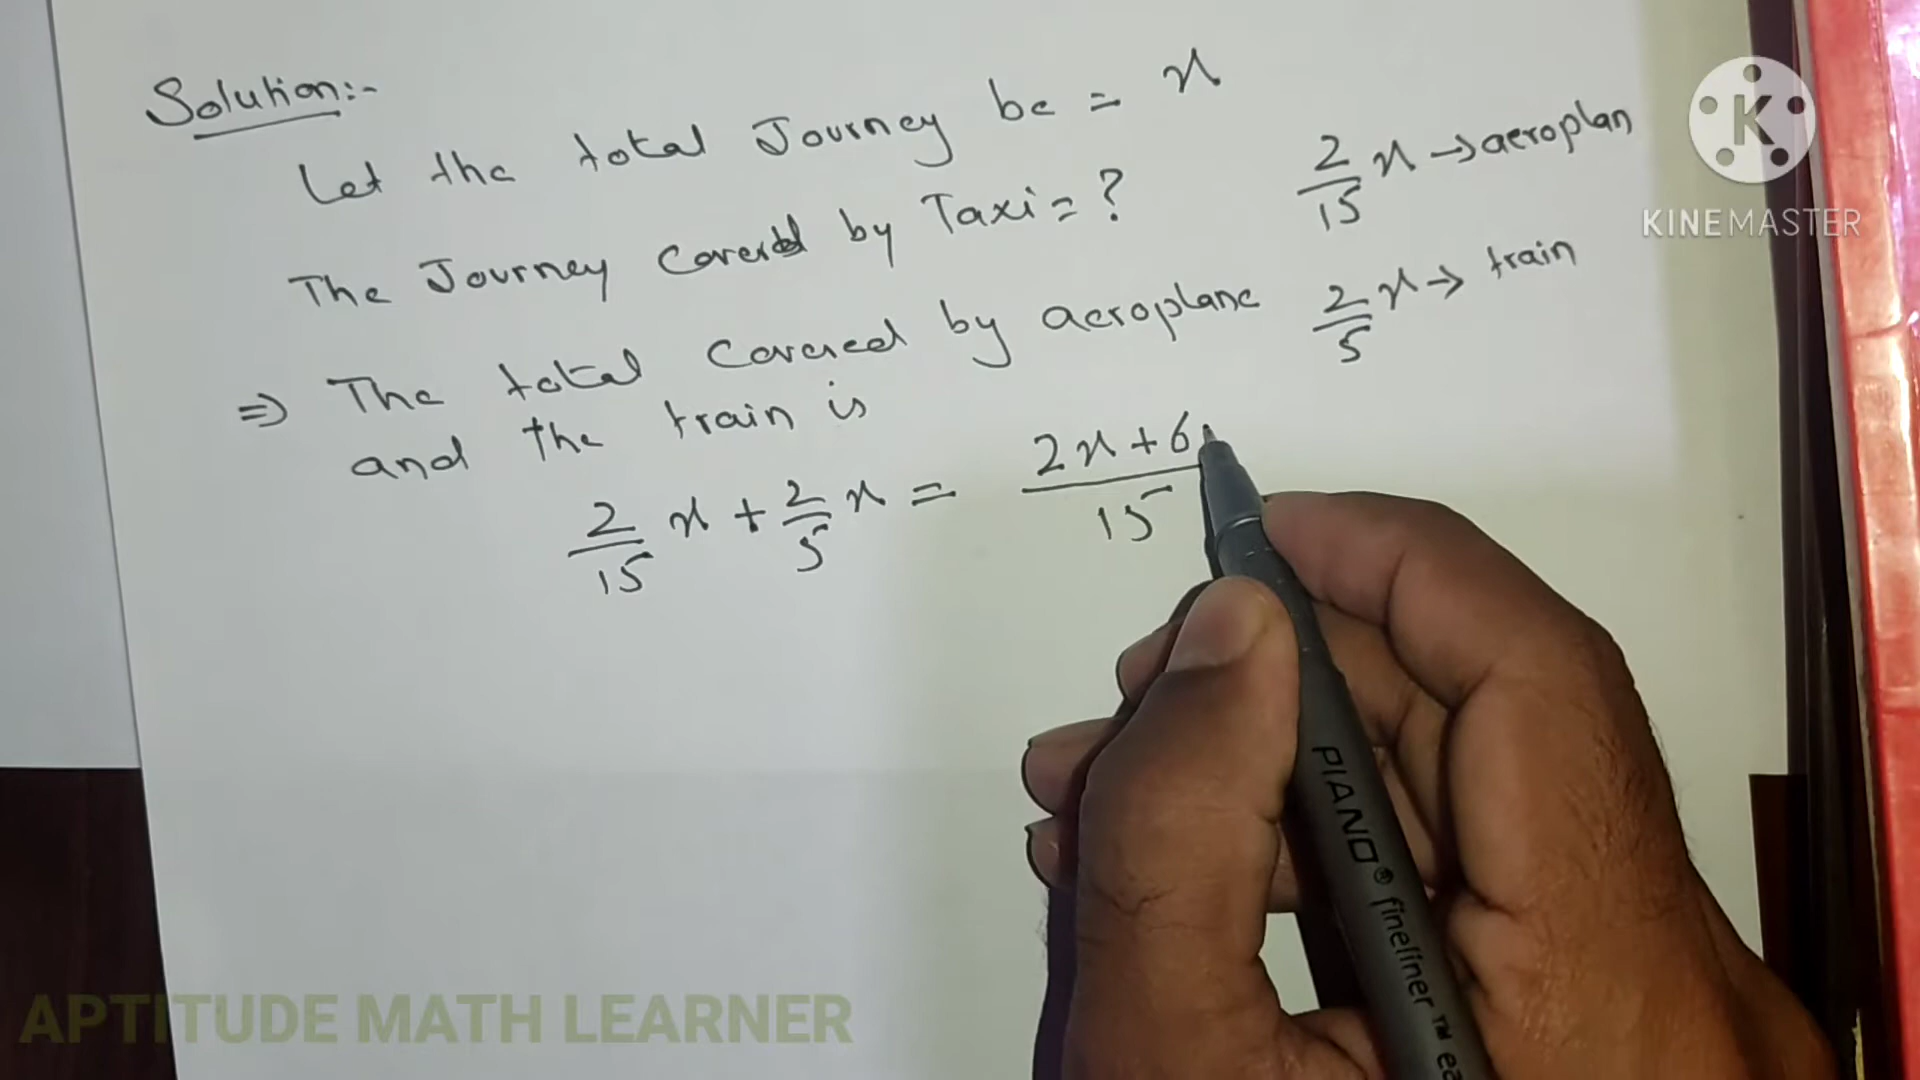 Solution:-
Let the total Journey be = x
The Journey Covered by Taxi = ?
⇒ The total Covered by aeroplane
and the train is
2/15 x + 2/5 x = 2x+6/15
2/15 x → aeroplan
2/5 x → train
K
KINEMASTER
PIANO® fineliner ™
APTITUDE MATH LEARNER